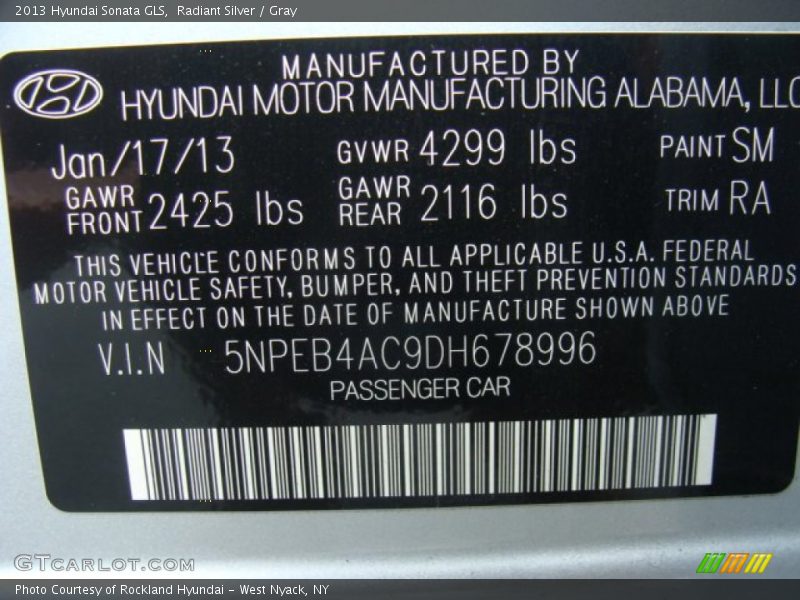 2013 Hyundai Sonata GLS,  Radiant Silver / Gray
MANUFACTURED BY
HYUNDAI MOTOR MANUFACTURING ALABAMA, LLC
Jan/17/13 GVWR 4299 lbs PAINT SM
GAWR FRONT 2425 lbs GAWR REAR 2116 lbs TRIM RA
THIS VEHICLE CONFORMS TO ALL APPLICABLE U.S.A. FEDERAL
MOTOR VEHICLE SAFETY, BUMPER, AND THEFT PREVENTION STANDARDS
IN EFFECT ON THE DATE OF MANUFACTURE SHOWN ABOVE
V.I.N 5NPEB4AC9DH678996
PASSENGER CAR
GTCARLOT.COM
Photo Courtesy of Rockland Hyundai - West Nyack, NY